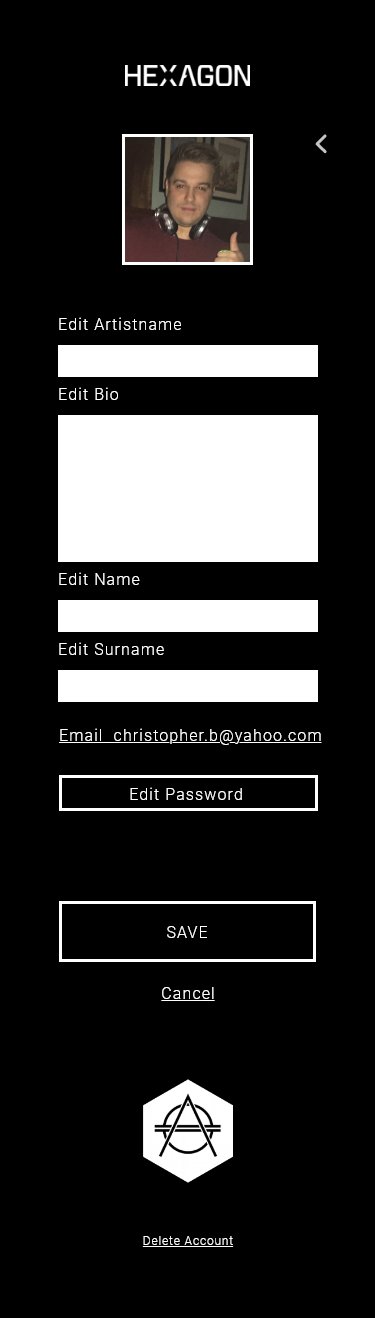 HEXAGON
Edit Artistname
Edit Bio
Edit Name
Edit Surname
Email christopher.b@yahoo.com
Edit Password
SAVE
Cancel
Delete Account